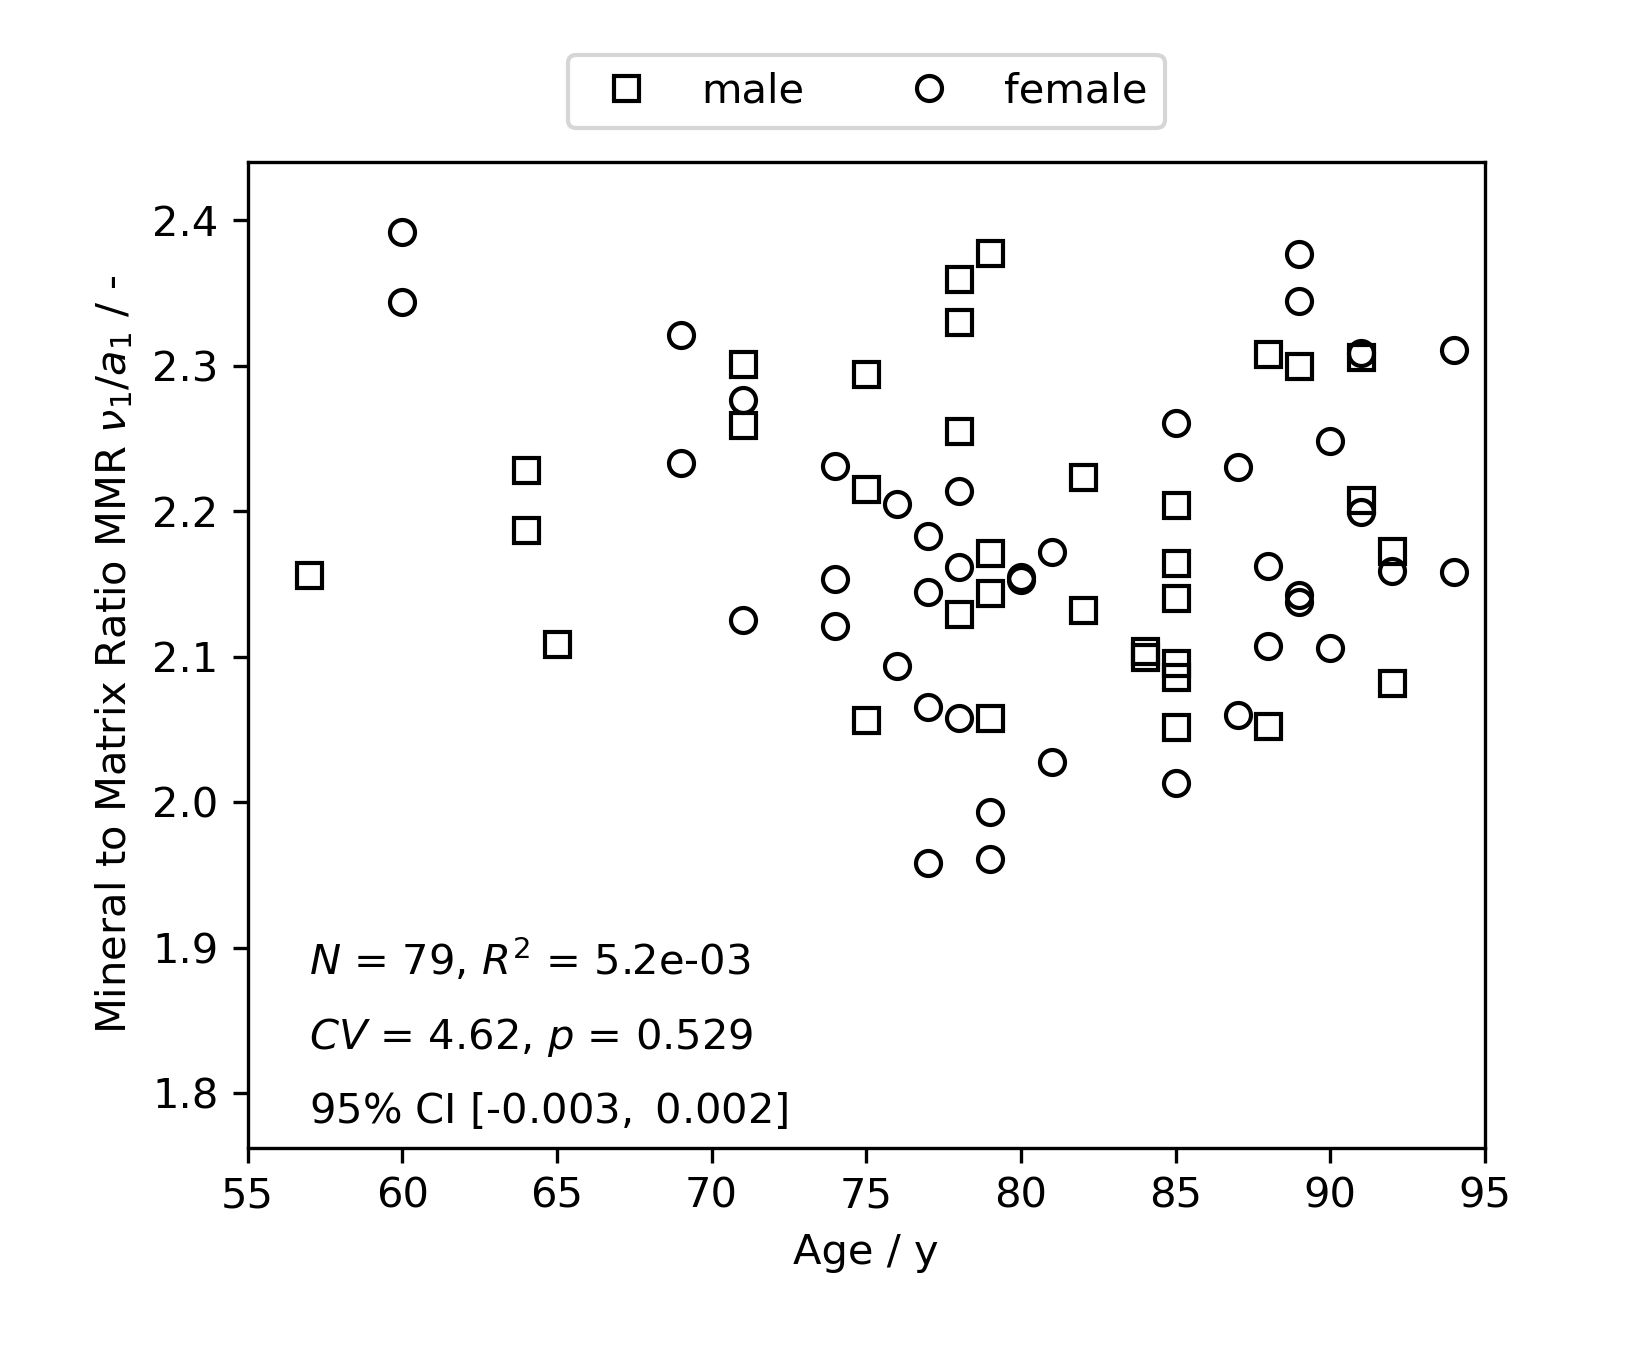 male female
Mineral to Matrix Ratio MMR ν₁/a₁ / -
2.4
2.3
2.2
2.1
2.0
1.9
1.8
N = 79, R² = 5.2e-03
CV = 4.62, p = 0.529
95% CI [-0.003, 0.002]
55 60 65 70 75 80 85 90 95
Age / y